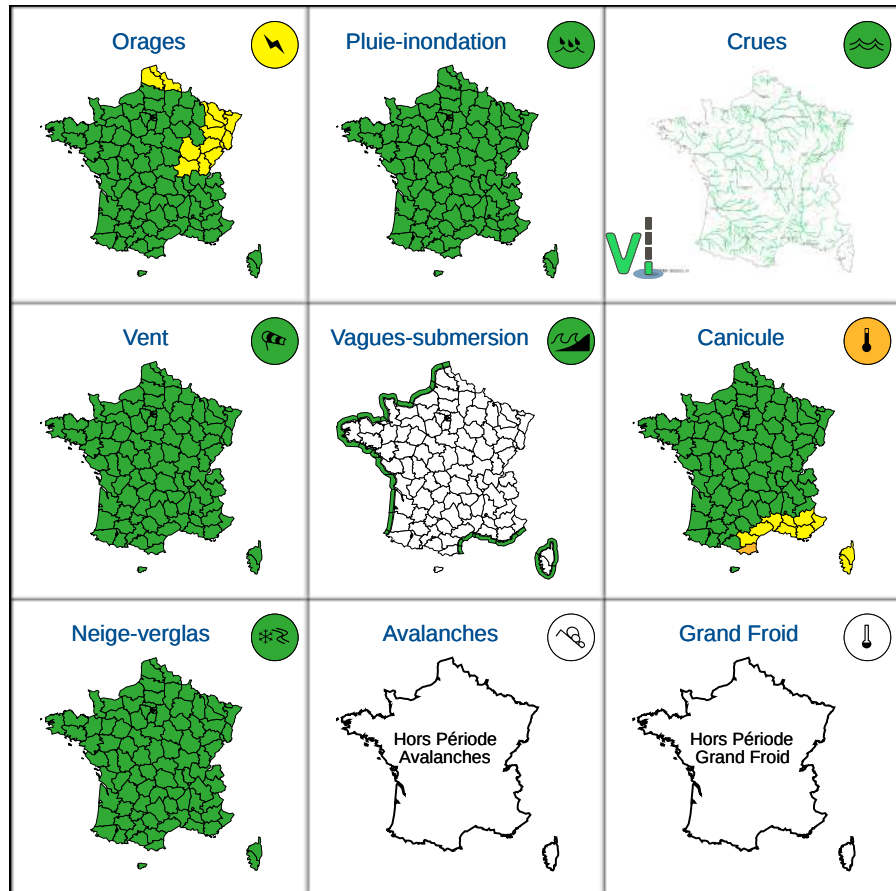 Orages
Pluie-inondation
Crues
Vent
Vagues-submersion
Canicule
Neige-verglas
Avalanches
Grand Froid
Hors Période
Avalanches
Hors Période
Grand Froid